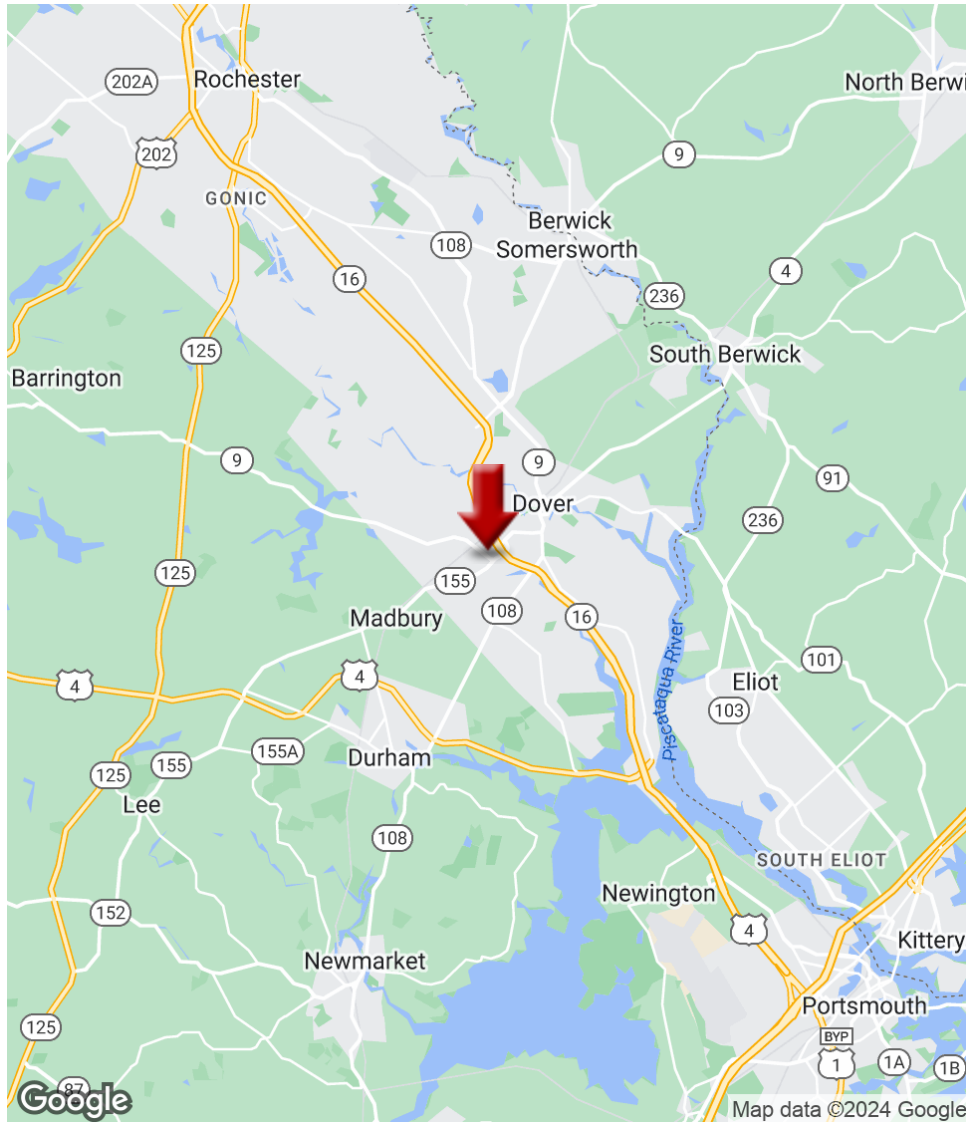 202A
Rochester
North Berwi
202
9
GONIC
Berwick
Somersworth
108
16
4
236
125
South Berwick
Barrington
9
9
91
Dover
236
125
155
108
16
Madbury
Piscataqua River
101
4
4
Eliot
103
155A
Durham
155
125
Lee
108
SOUTH ELIOT
Newington
152
4
Kittery
Newmarket
Portsmouth
125
BYP
1
1A
1B
87
Google
Map data ©2024 Google